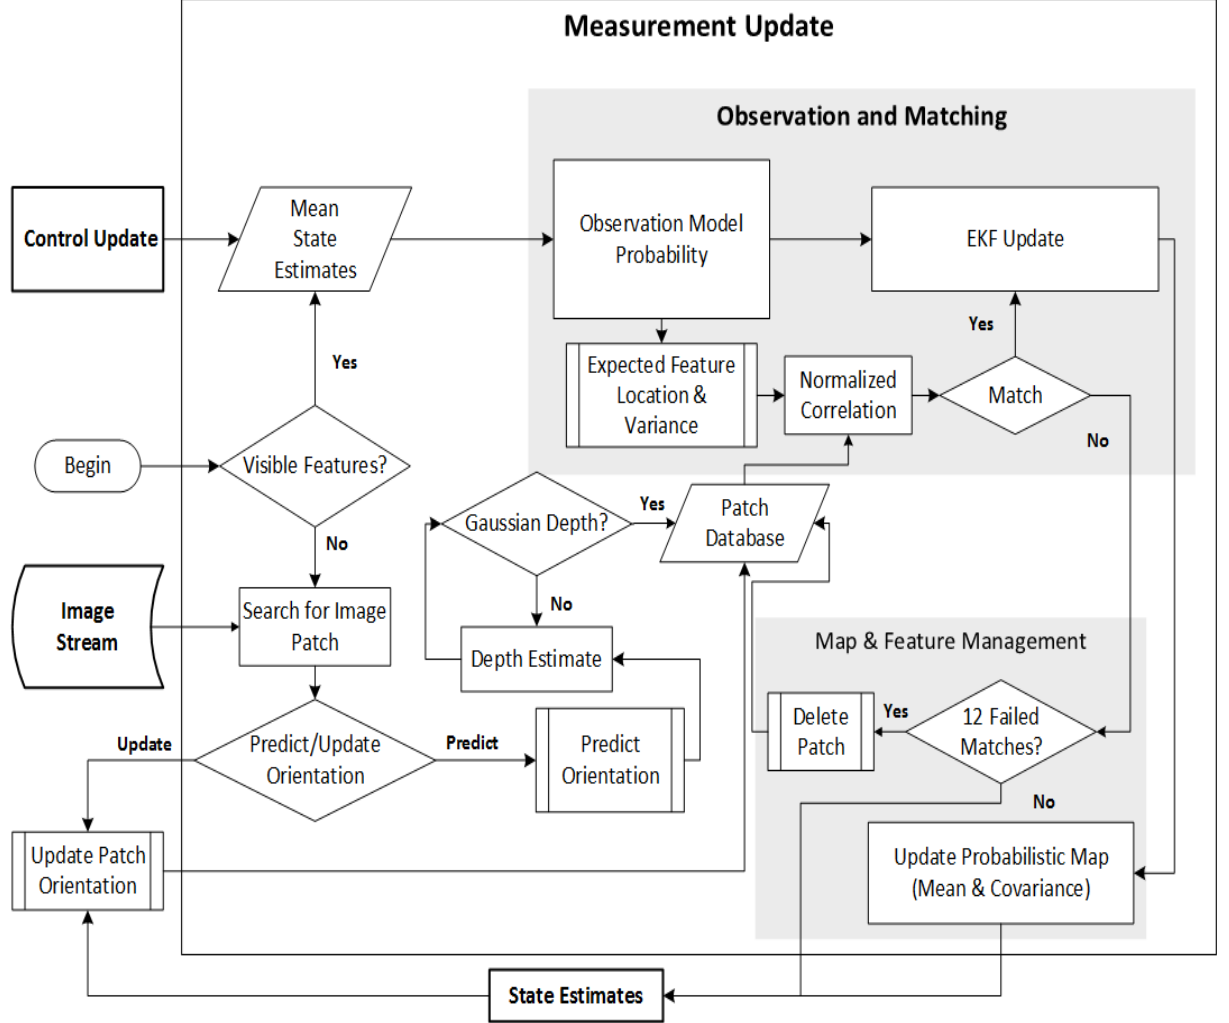 Measurement Update
Observation and Matching
Control Update
Mean
State
Estimates
Observation Model
Probability
EKF Update
Yes
Yes
Expected Feature
Location &
Variance
Normalized
Correlation
Match
No
Begin
Visible Features?
No
Gaussian Depth?
Yes
Patch
Database
No
Image
Stream
Search for Image
Patch
Depth Estimate
Map & Feature Management
Update
Predict/Update
Orientation
Predict
Predict
Orientation
Delete
Patch
Yes
12 Failed
Matches?
No
Update Patch
Orientation
Update Probabilistic Map
(Mean & Covariance)
State Estimates